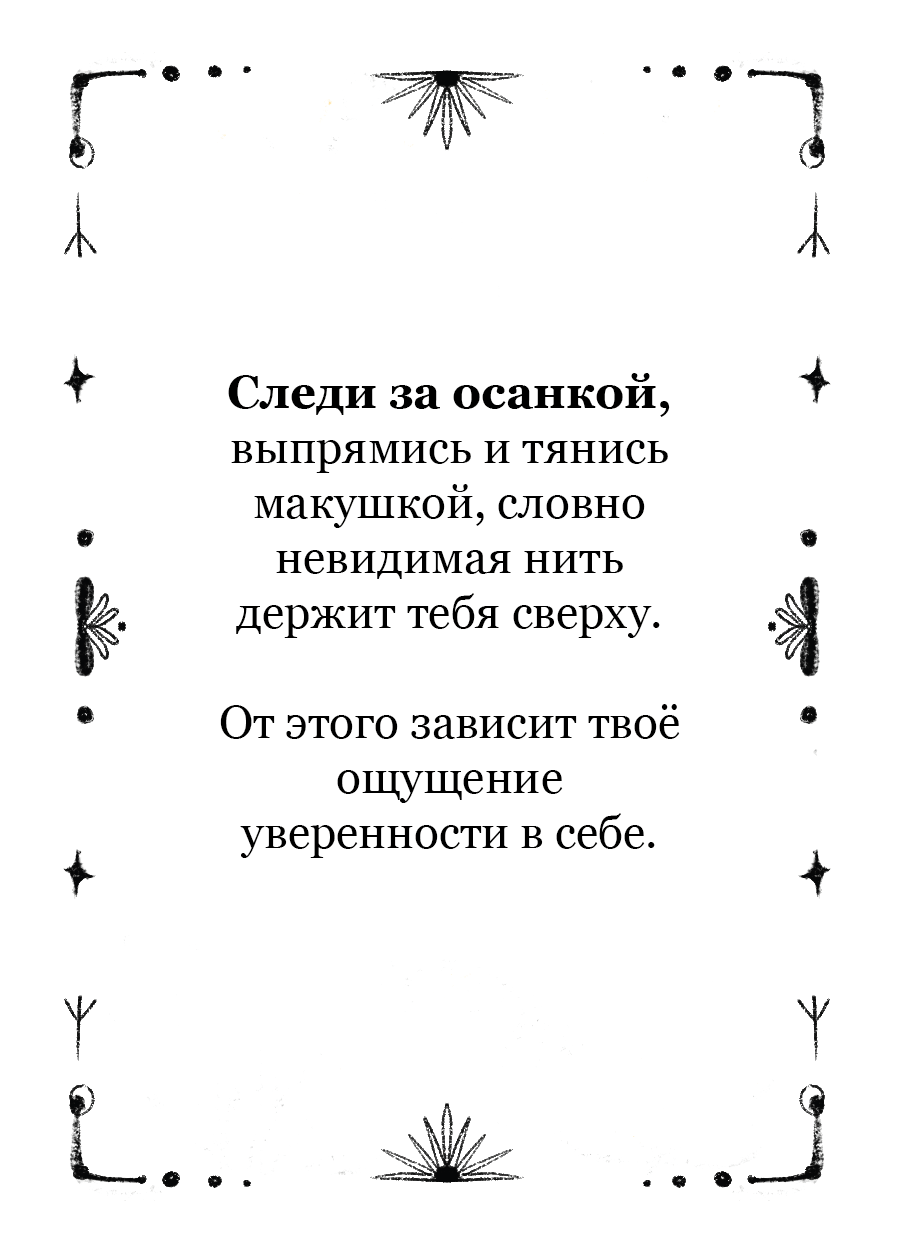 Следи за осанкой,
выпрямись и тянись
макушкой, словно
невидимая нить
держит тебя сверху.
От этого зависит твоё
ощущение
уверенности в себе.